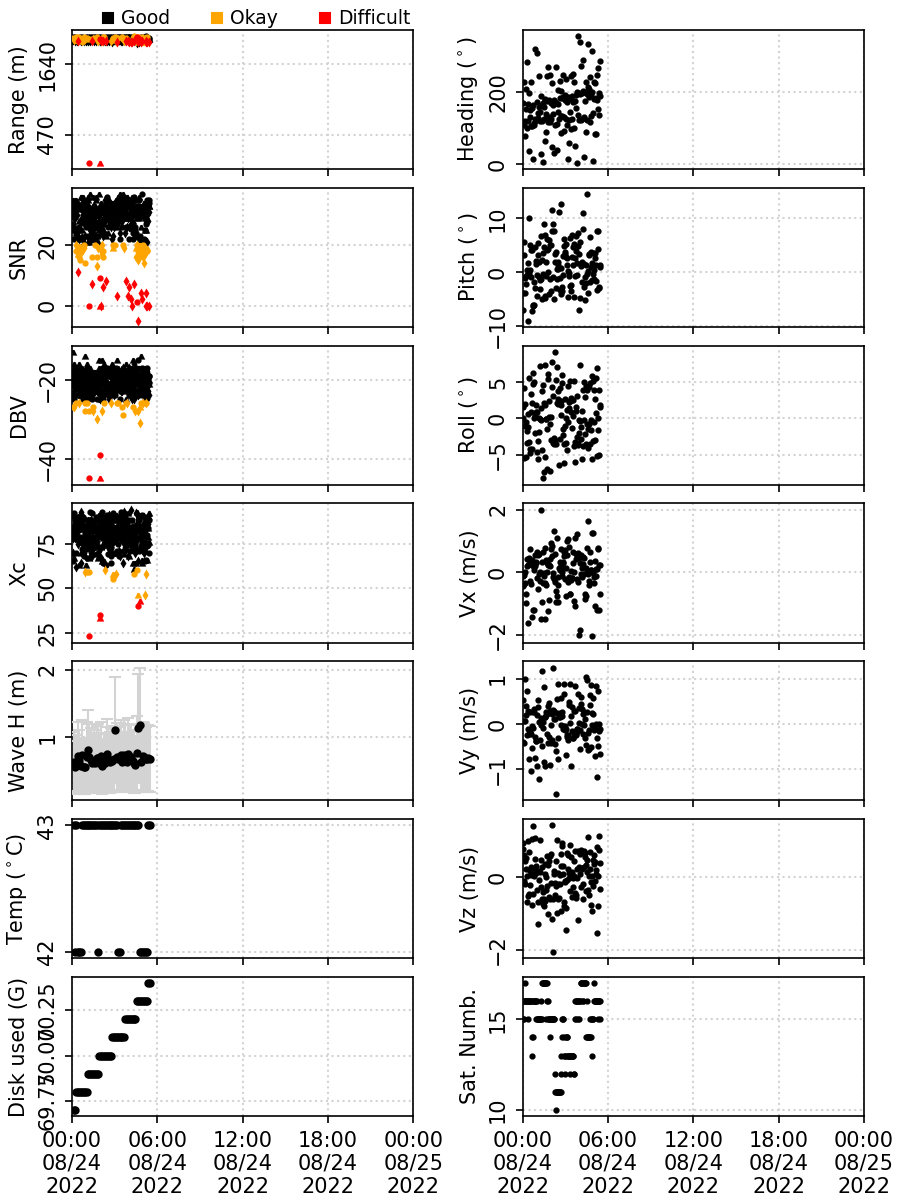 Good Okay Difficult
Range (m)
1640
470
Heading (°)
200
0
SNR
20
0
Pitch (°)
10
0
−10
DBV
−20
−40
Roll (°)
5
0
−5
Xc
75
50
25
Vx (m/s)
2
0
−2
Wave H (m)
2
1
Vy (m/s)
1
0
−1
Temp (°C)
43
42
Vz (m/s)
0
−2
Disk used (G)
70.25
70.00
69.75
Sat. Numb.
15
10
00:00 06:00 12:00 18:00 00:00
08/24 08/24 08/24 08/24 08/25
2022 2022 2022 2022 2022
00:00 06:00 12:00 18:00 00:00
08/24 08/24 08/24 08/24 08/25
2022 2022 2022 2022 2022